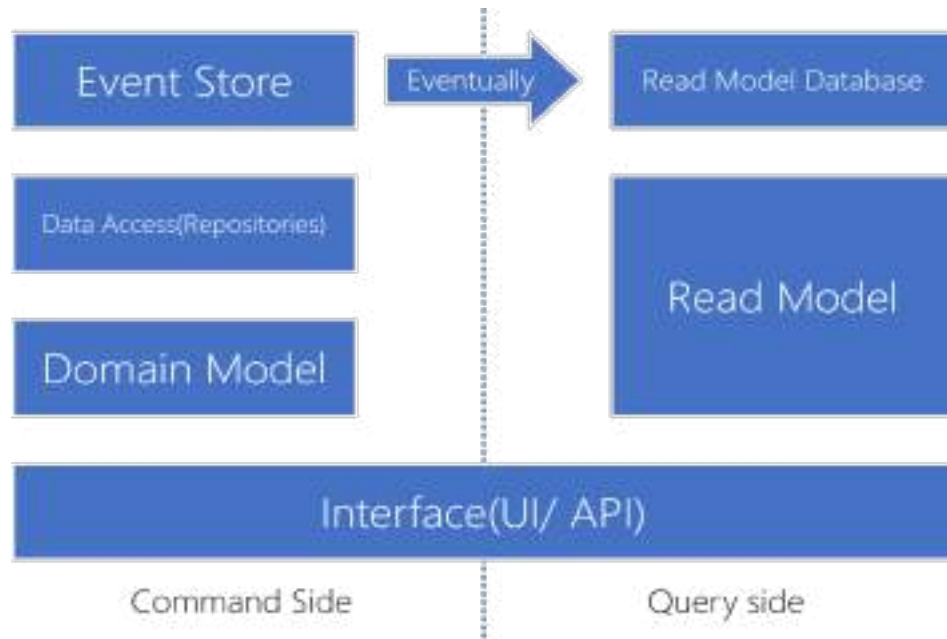 Event Store
Eventually
Read Model Database
Data Access(Repositories)
Read Model
Domain Model
Interface(UI/ API)
Command Side
Query side